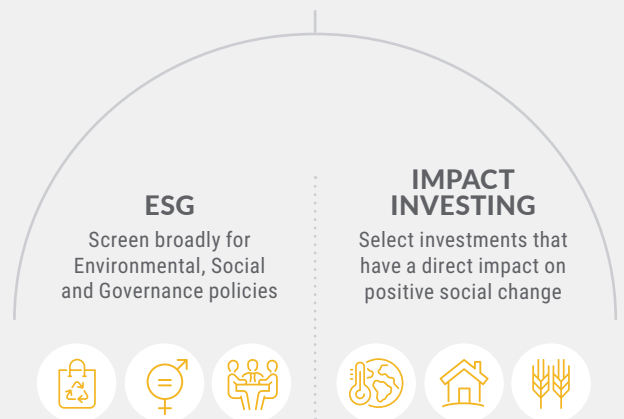 ESG
Screen broadly for
Environmental, Social
and Governance policies
IMPACT
INVESTING
Select investments that
have a direct impact on
positive social change